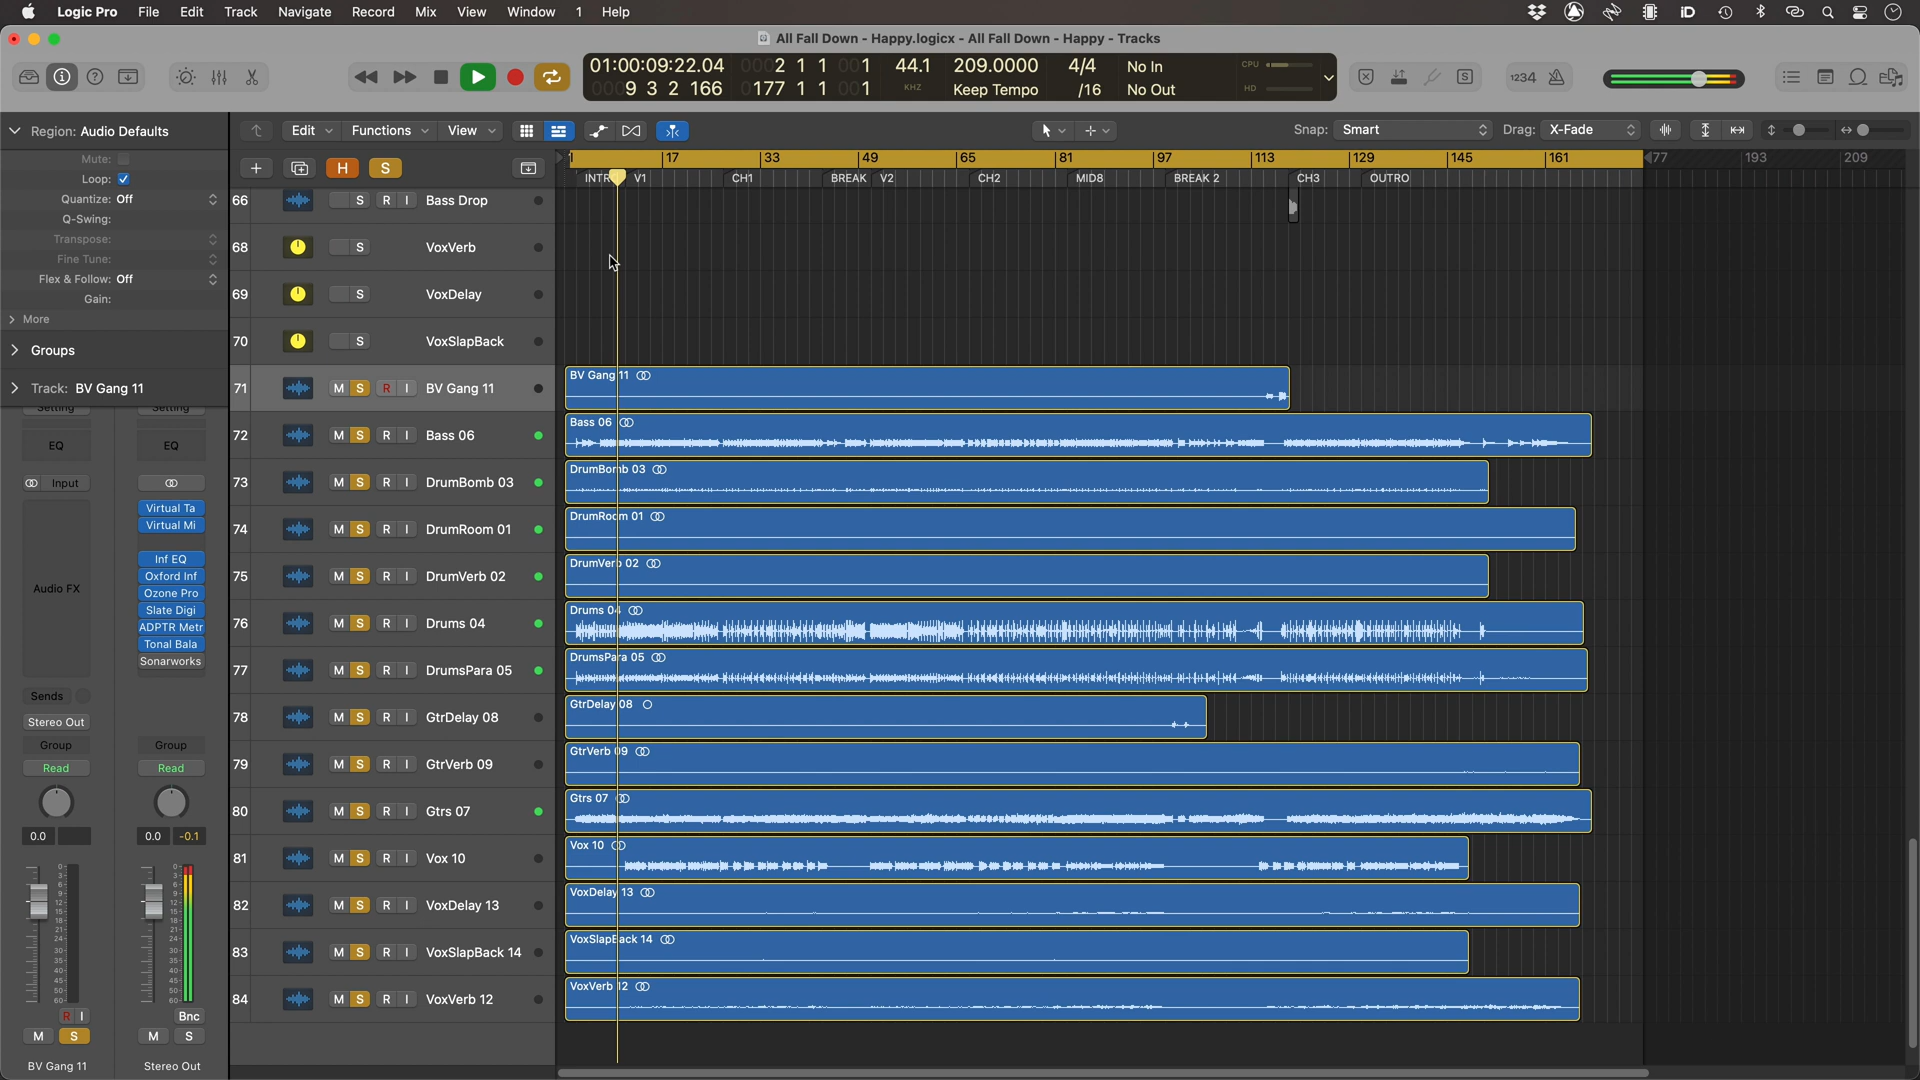 Logic Pro File Edit Track Navigate Record Mix View Window 1 Help
All Fall Down - Happy.logicx - All Fall Down - Happy - Tracks
01:00:09:22.04 0002 1 1 001 44.1 209.0000 4/4 No In CPU
0009 3 2 166 0177 1 1 001 KHZ Keep Tempo /16 No Out HD
1234
Region: Audio Defaults
Edit Functions View
Snap: Smart Drag: X-Fade
Mute:
Loop:
Quantize: Off
Q-Swing:
Transpose:
Fine Tune:
Flex & Follow: Off
Gain:
More
Groups
Track: BV Gang 11
H S
1 17 33 49 65 81 97 113 129 145 161 177 193 209
INTR V1 CH1 BREAK V2 CH2 MID8 BREAK 2 CH3 OUTRO
66 S R I Bass Drop
68 S VoxVerb
69 S VoxDelay
70 S VoxSlapBack
71 M S R I BV Gang 11
BV Gang 11
72 M S R I Bass 06
Bass 06
73 M S R I DrumBomb 03
DrumBomb 03
74 M S R I DrumRoom 01
DrumRoom 01
75 M S R I DrumVerb 02
DrumVerb 02
76 M S R I Drums 04
Drums 04
77 M S R I DrumsPara 05
DrumsPara 05
78 M S R I GtrDelay 08
GtrDelay 08
79 M S R I GtrVerb 09
GtrVerb 09
80 M S R I Gtrs 07
Gtrs 07
81 M S R I Vox 10
Vox 10
82 M S R I VoxDelay 13
VoxDelay 13
83 M S R I VoxSlapBack 14
VoxSlapBack 14
84 M S R I VoxVerb 12
VoxVerb 12
Setting Setting
EQ EQ
Input
Virtual Ta
Virtual Mi
Inf EQ
Oxford Inf
Audio FX
Ozone Pro
Slate Digi
ADPTR Metr
Tonal Bala
Sonarworks
Sends
Stereo Out
Group Group
Read Read
0.0 0.0 -0.1
R I Bnc
M S M S
BV Gang 11 Stereo Out